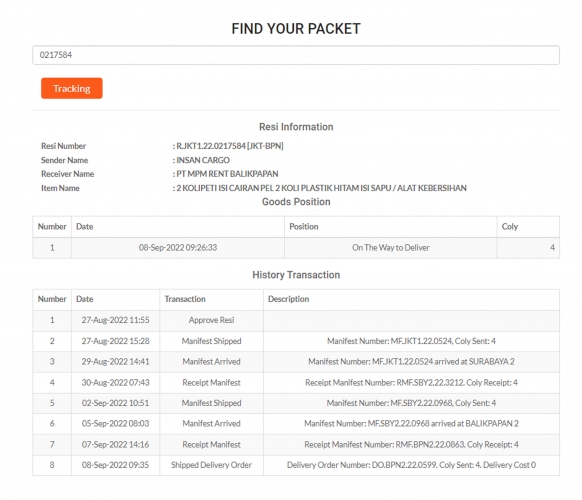 FIND YOUR PACKET
0217584
Tracking
Resi Information
Resi Number : R.JKT1.22.0217584 [JKT-BPN]
Sender Name : INSAN CARGO
Receiver Name : PT MPM RENT BALIKPAPAN
Item Name : 2 KOLIPETI ISI CAIRAN PEL 2 KOLI PLASTIK HITAM ISI SAPU / ALAT KEBERSIHAN
Goods Position
Number Date Position Coly
1 08-Sep-2022 09:26:33 On The Way to Deliver 4
History Transaction
Number Date Transaction Description
1 27-Aug-2022 11:55 Approve Resi
2 27-Aug-2022 15:28 Manifest Shipped Manifest Number: MF.JKT1.22.0524, Coly Sent: 4
3 29-Aug-2022 14:41 Manifest Arrived Manifest Number: MF.JKT1.22.0524 arrived at SURABAYA 2
4 30-Aug-2022 07:43 Receipt Manifest Receipt Manifest Number: RMF.SBY2.22.3212. Coly Receipt: 4
5 02-Sep-2022 10:51 Manifest Shipped Manifest Number: MF.SBY2.22.0968, Coly Sent: 4
6 05-Sep-2022 08:03 Manifest Arrived Manifest Number: MF.SBY2.22.0968 arrived at BALIKPAPAN 2
7 07-Sep-2022 14:16 Receipt Manifest Receipt Manifest Number: RMF.BPN2.22.0863. Coly Receipt: 4
8 08-Sep-2022 09:35 Shipped Delivery Order Delivery Order Number: DO.BPN2.22.0599. Coly Sent: 4. Delivery Cost 0